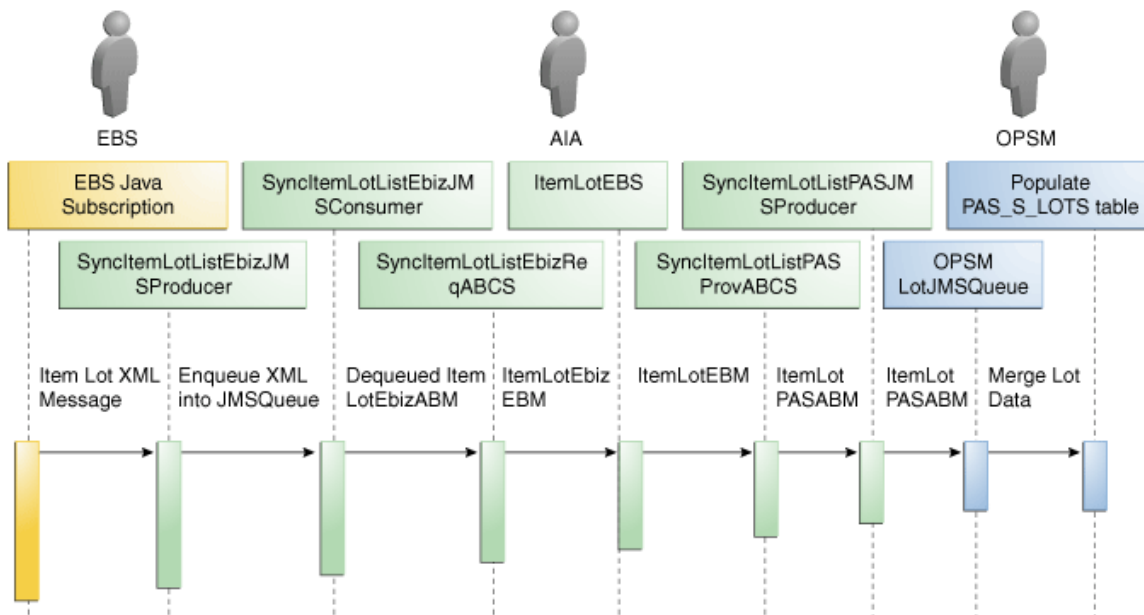 EBS
AIA
OPSM
EBS Java
Subscription
SyncItemLotListEbizJM
SConsumer
ItemLotEBS
SyncItemLotListPASJM
SProducer
Populate
PAS_S_LOTS table
SyncItemLotListEbizJM
SProducer
SyncItemLotListEbizRe
qABCS
SyncItemLotListPAS
ProvABCS
OPSM
LotJMSQueue
Item Lot XML
Message
Enqueue XML
into JMSQueue
Dequeued Item
LotEbizABM
ItemLotEbiz
EBM
ItemLotEBM
ItemLot
PASABM
ItemLot
PASABM
Merge Lot
Data